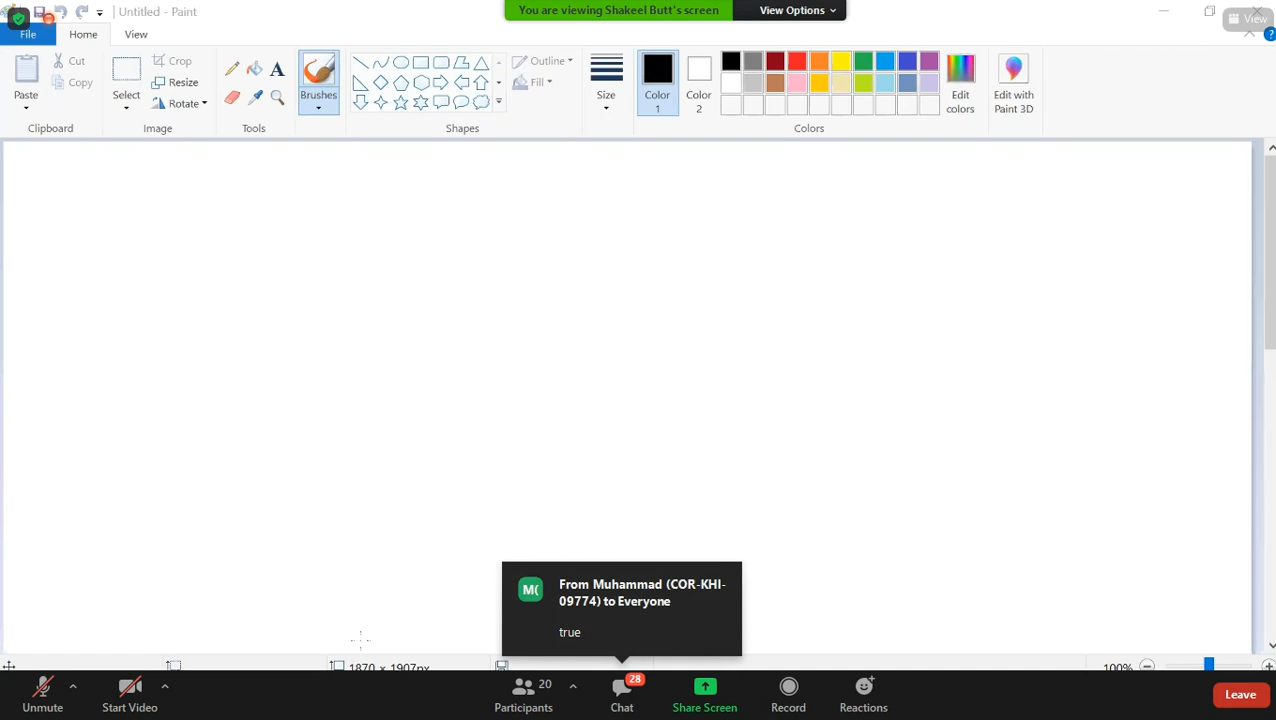 You are viewing Shakeel Butt's screen
View Options
Untitled - Paint
View
File
Home
View
Paste
Cut
Copy
Clipboard
Select
Crop
Resize
Rotate
Image
A
Tools
Brushes
Outline
Fill
Shapes
Size
Color
1
Color
2
Edit
colors
Edit with
Paint 3D
Colors
?
M(
From Muhammad (COR-KHI-
09774) to Everyone
true
1870 × 1907px
100%
Unmute
Start Video
20
Participants
28
Chat
Share Screen
Record
Reactions
Leave